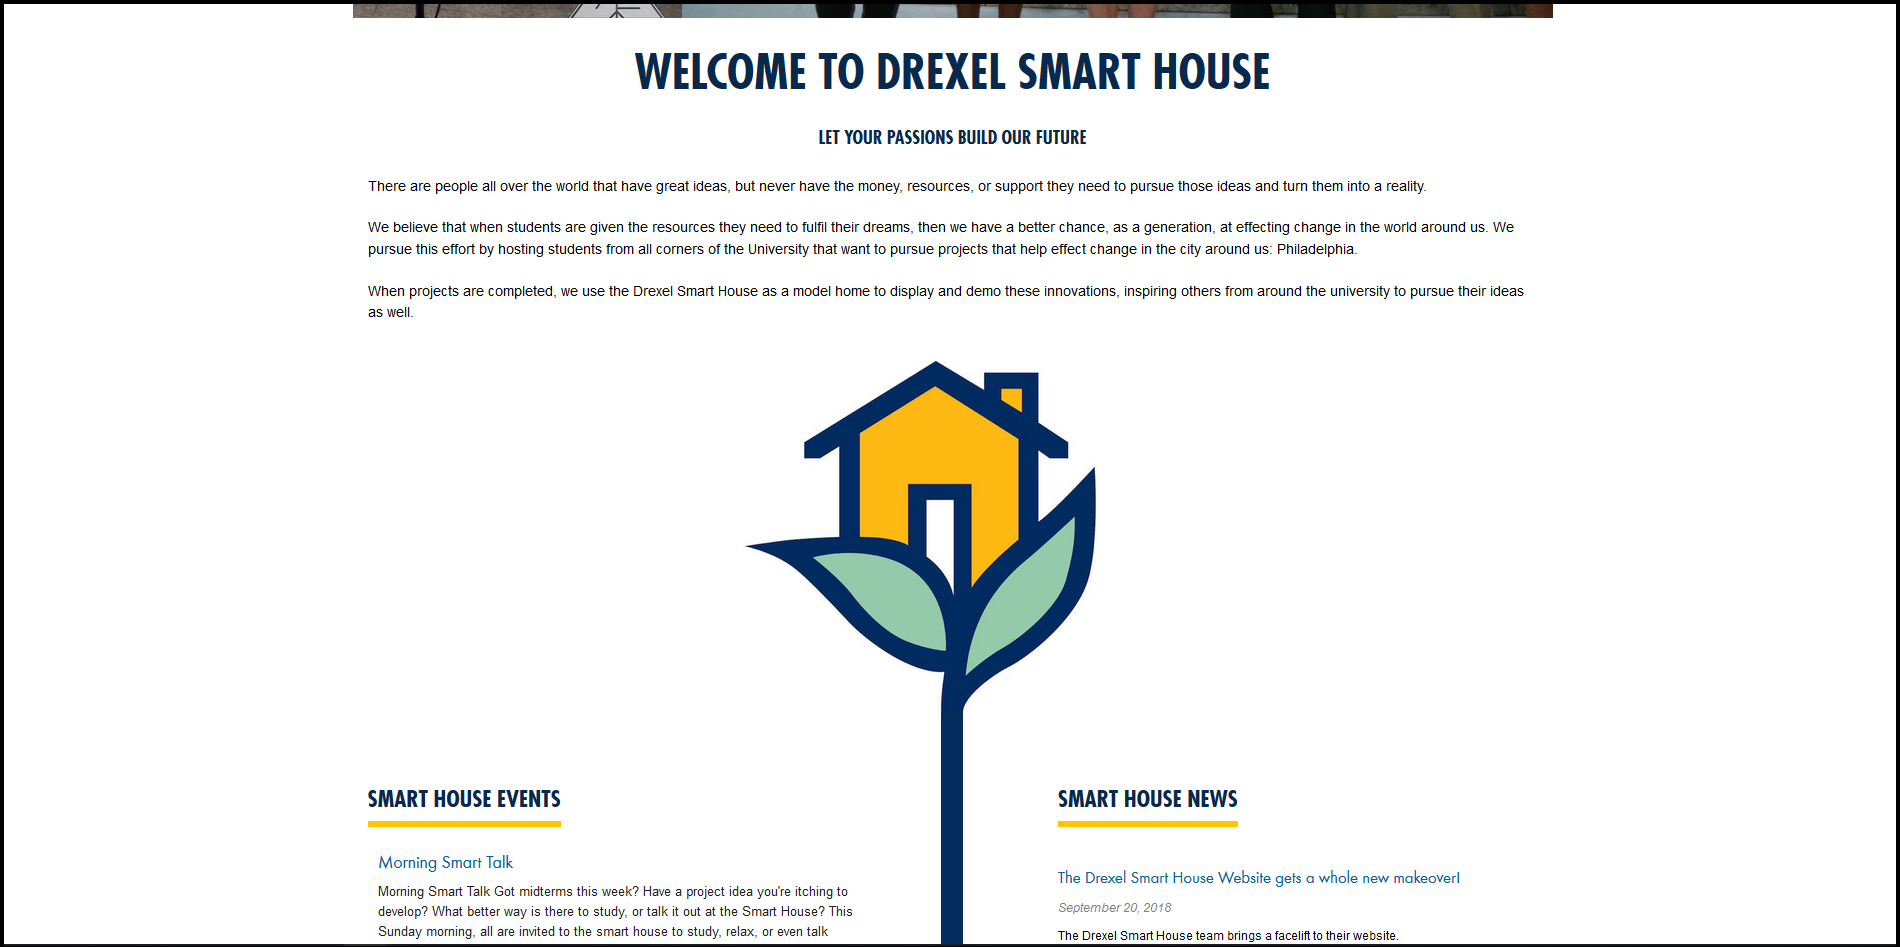 WELCOME TO DREXEL SMART HOUSE
LET YOUR PASSIONS BUILD OUR FUTURE
There are people all over the world that have great ideas, but never have the money, resources, or support they need to pursue those ideas and turn them into a reality.
We believe that when students are given the resources they need to fulfil their dreams, then we have a better chance, as a generation, at effecting change in the world around us. We
pursue this effort by hosting students from all corners of the University that want to pursue projects that help effect change in the city around us: Philadelphia.
When projects are completed, we use the Drexel Smart House as a model home to display and demo these innovations, inspiring others from around the university to pursue their ideas
as well.
SMART HOUSE EVENTS
Morning Smart Talk
Morning Smart Talk Got midterms this week? Have a project idea you're itching to
develop? What better way is there to study, or talk it out at the Smart House? This
Sunday morning, all are invited to the smart house to study, relax, or even talk
SMART HOUSE NEWS
The Drexel Smart House Website gets a whole new makeover!
September 20, 2018
The Drexel Smart House team brings a facelift to their website.